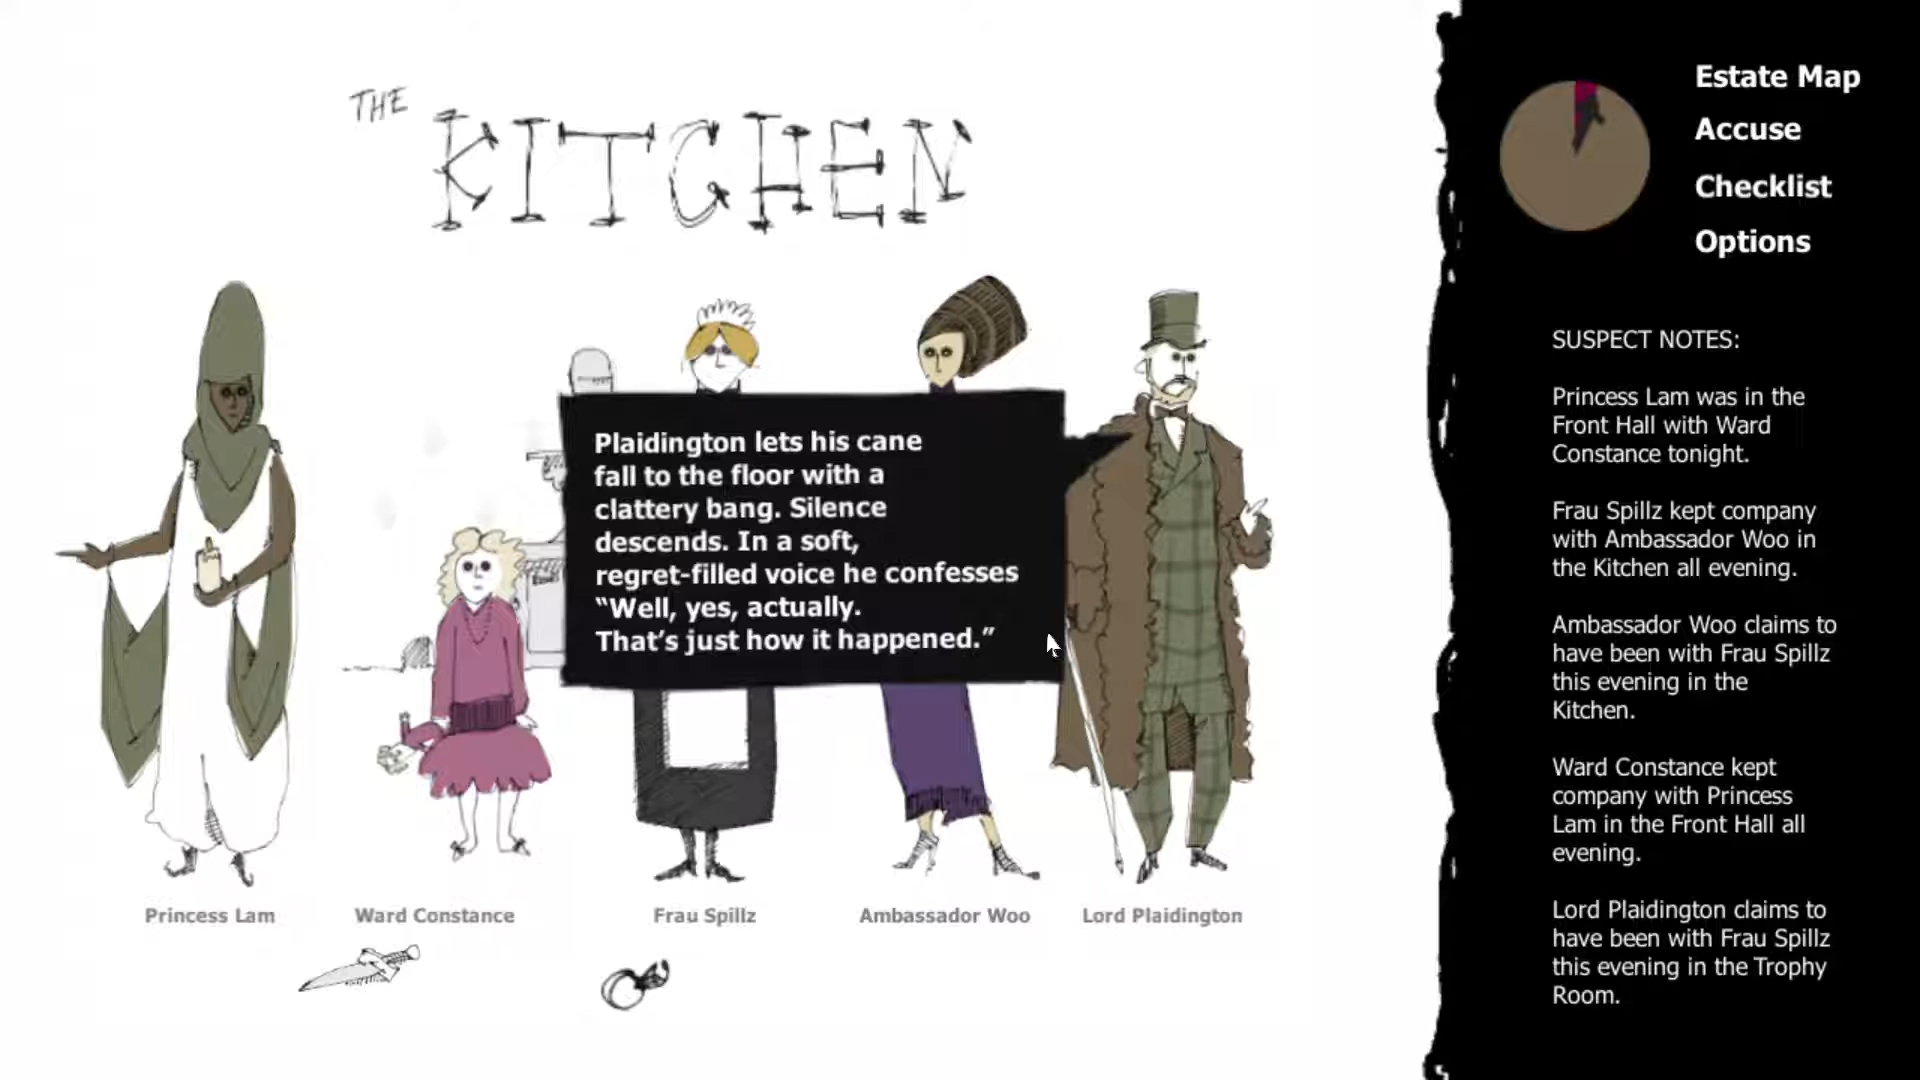 THE
KITCHEN
Plaidington lets his cane
fall to the floor with a
clattery bang. Silence
descends. In a soft,
regret-filled voice he confesses
“Well, yes, actually.
That’s just how it happened.”
Princess Lam
Ward Constance
Frau Spillz
Ambassador Woo
Lord Plaidington
Estate Map
Accuse
Checklist
Options
SUSPECT NOTES:
Princess Lam was in the
Front Hall with Ward
Constance tonight.
Frau Spillz kept company
with Ambassador Woo in
the Kitchen all evening.
Ambassador Woo claims to
have been with Frau Spillz
this evening in the
Kitchen.
Ward Constance kept
company with Princess
Lam in the Front Hall all
evening.
Lord Plaidington claims to
have been with Frau Spillz
this evening in the Trophy
Room.